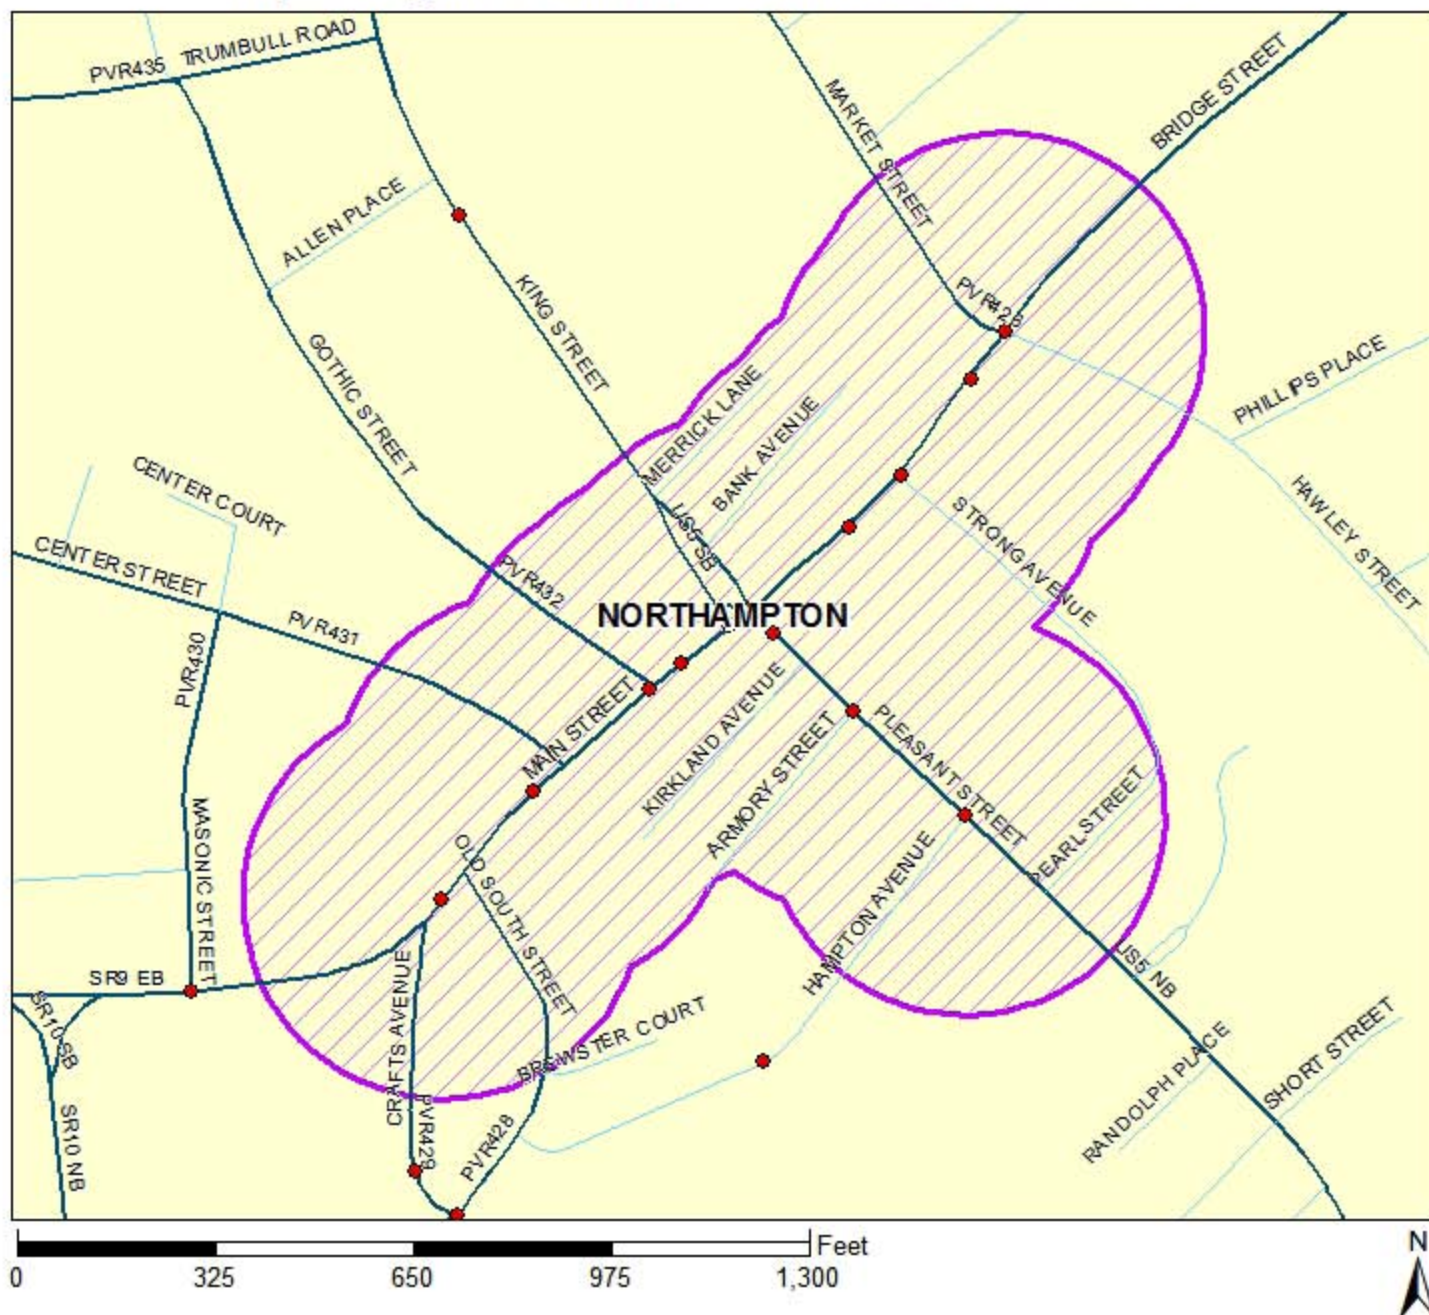 PVR435 TRUMBULL ROAD
BRIDGE STREET
MARKET STREET
ALLEN PLACE
KING STREET
PVR426
GOTHIC STREET
PHILLIPS PLACE
MERRICK LANE
BANK AVENUE
CENTER COURT
HAWLEY STREET
STRONG AVENUE
US5 SB
CENTER STREET
PVR432
NORTHAMPTON
PVR431
PVR430
MAIN STREET
KIRKLAND AVENUE
ARMORY STREET
PLEASANT STREET
PEARL STREET
MASONIC STREET
OLD SOUTH STREET
HAMPTON AVENUE
SR9 EB
US5 NB
SR10 SB
CRAFTS AVENUE
BREWSTER COURT
RANDOLPH PLACE
SHORT STREET
SR10 NB
PVR429
PVR428
Feet
0 325 650 975 1,300
N